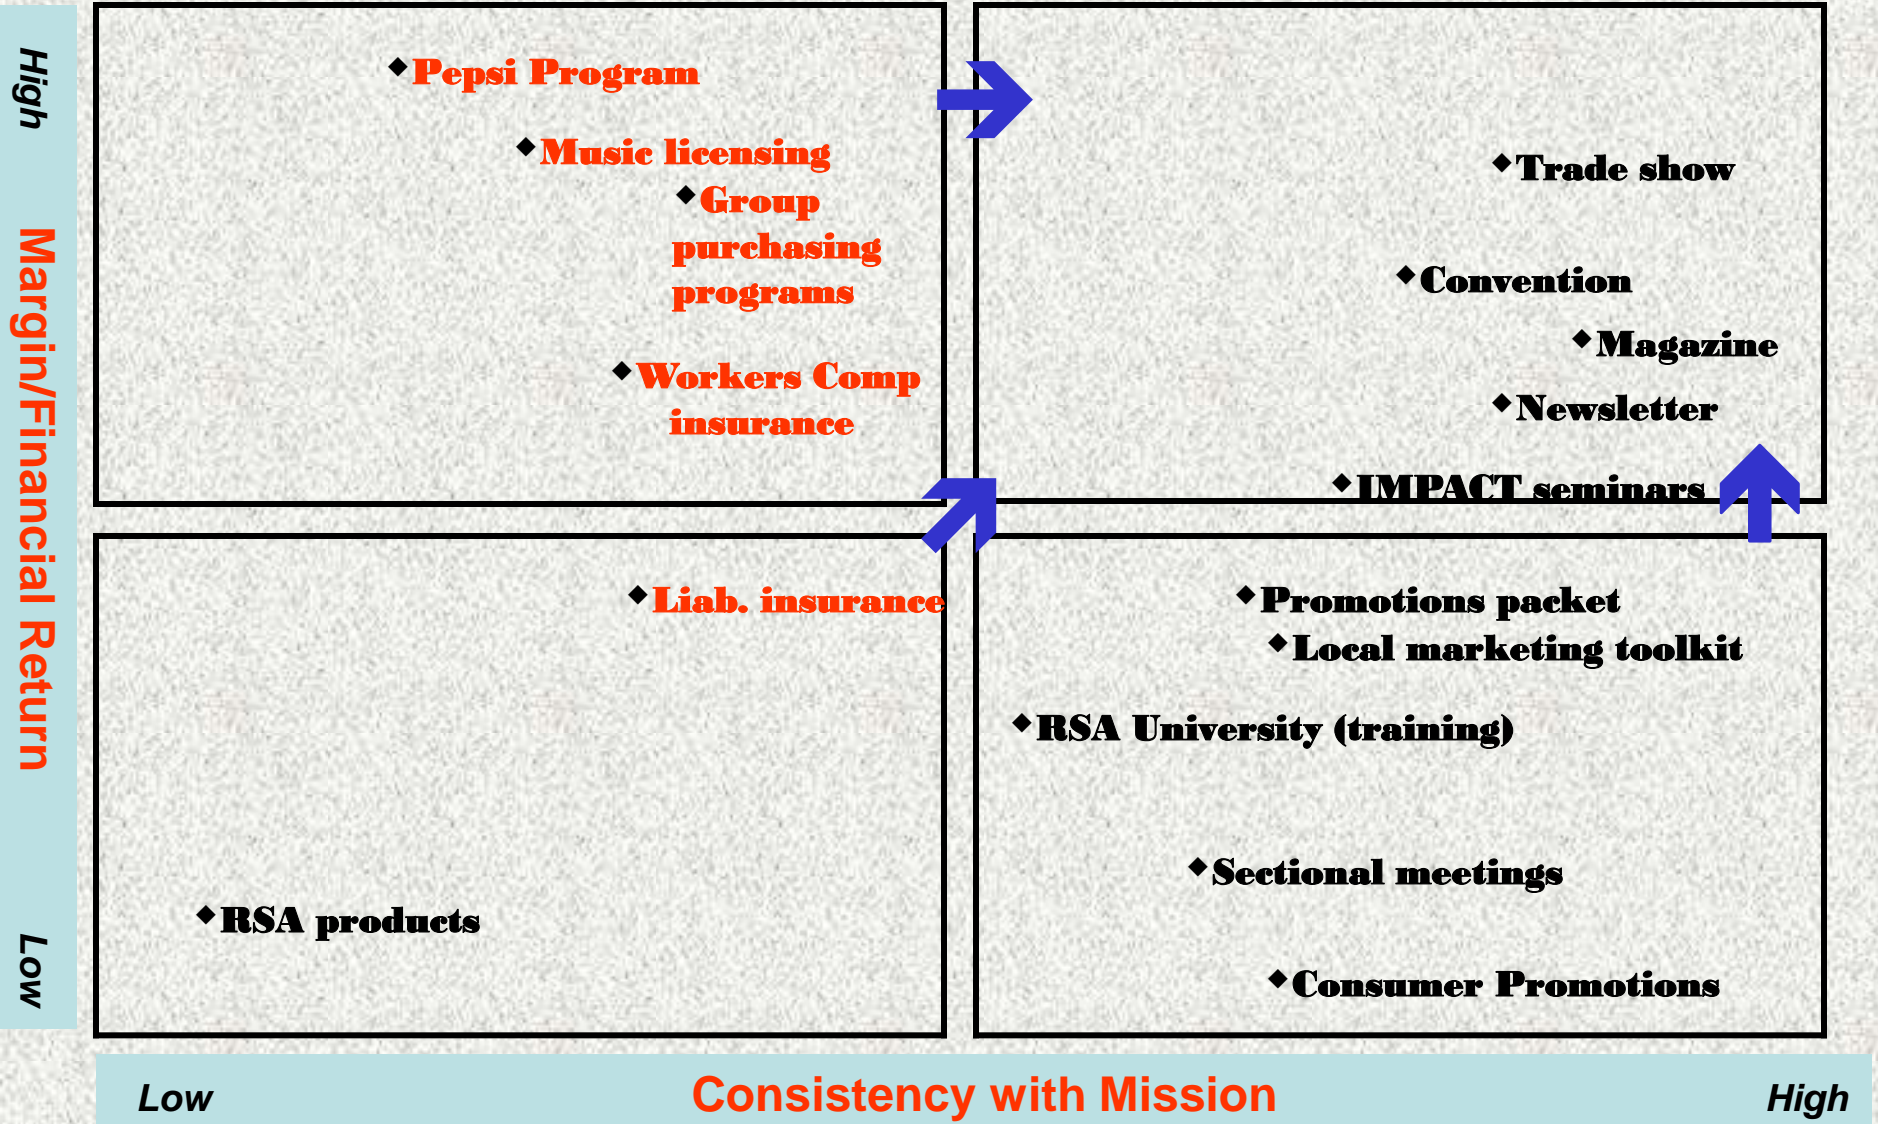 High
Margin/Financial Return
Low
Pepsi Program
Music licensing
Group
purchasing
programs
Workers Comp
insurance
Trade show
Convention
Magazine
Newsletter
IMPACT seminars
Liab. insurance
RSA products
Promotions packet
Local marketing toolkit
RSA University (training)
Sectional meetings
Consumer Promotions
Low
Consistency with Mission
High